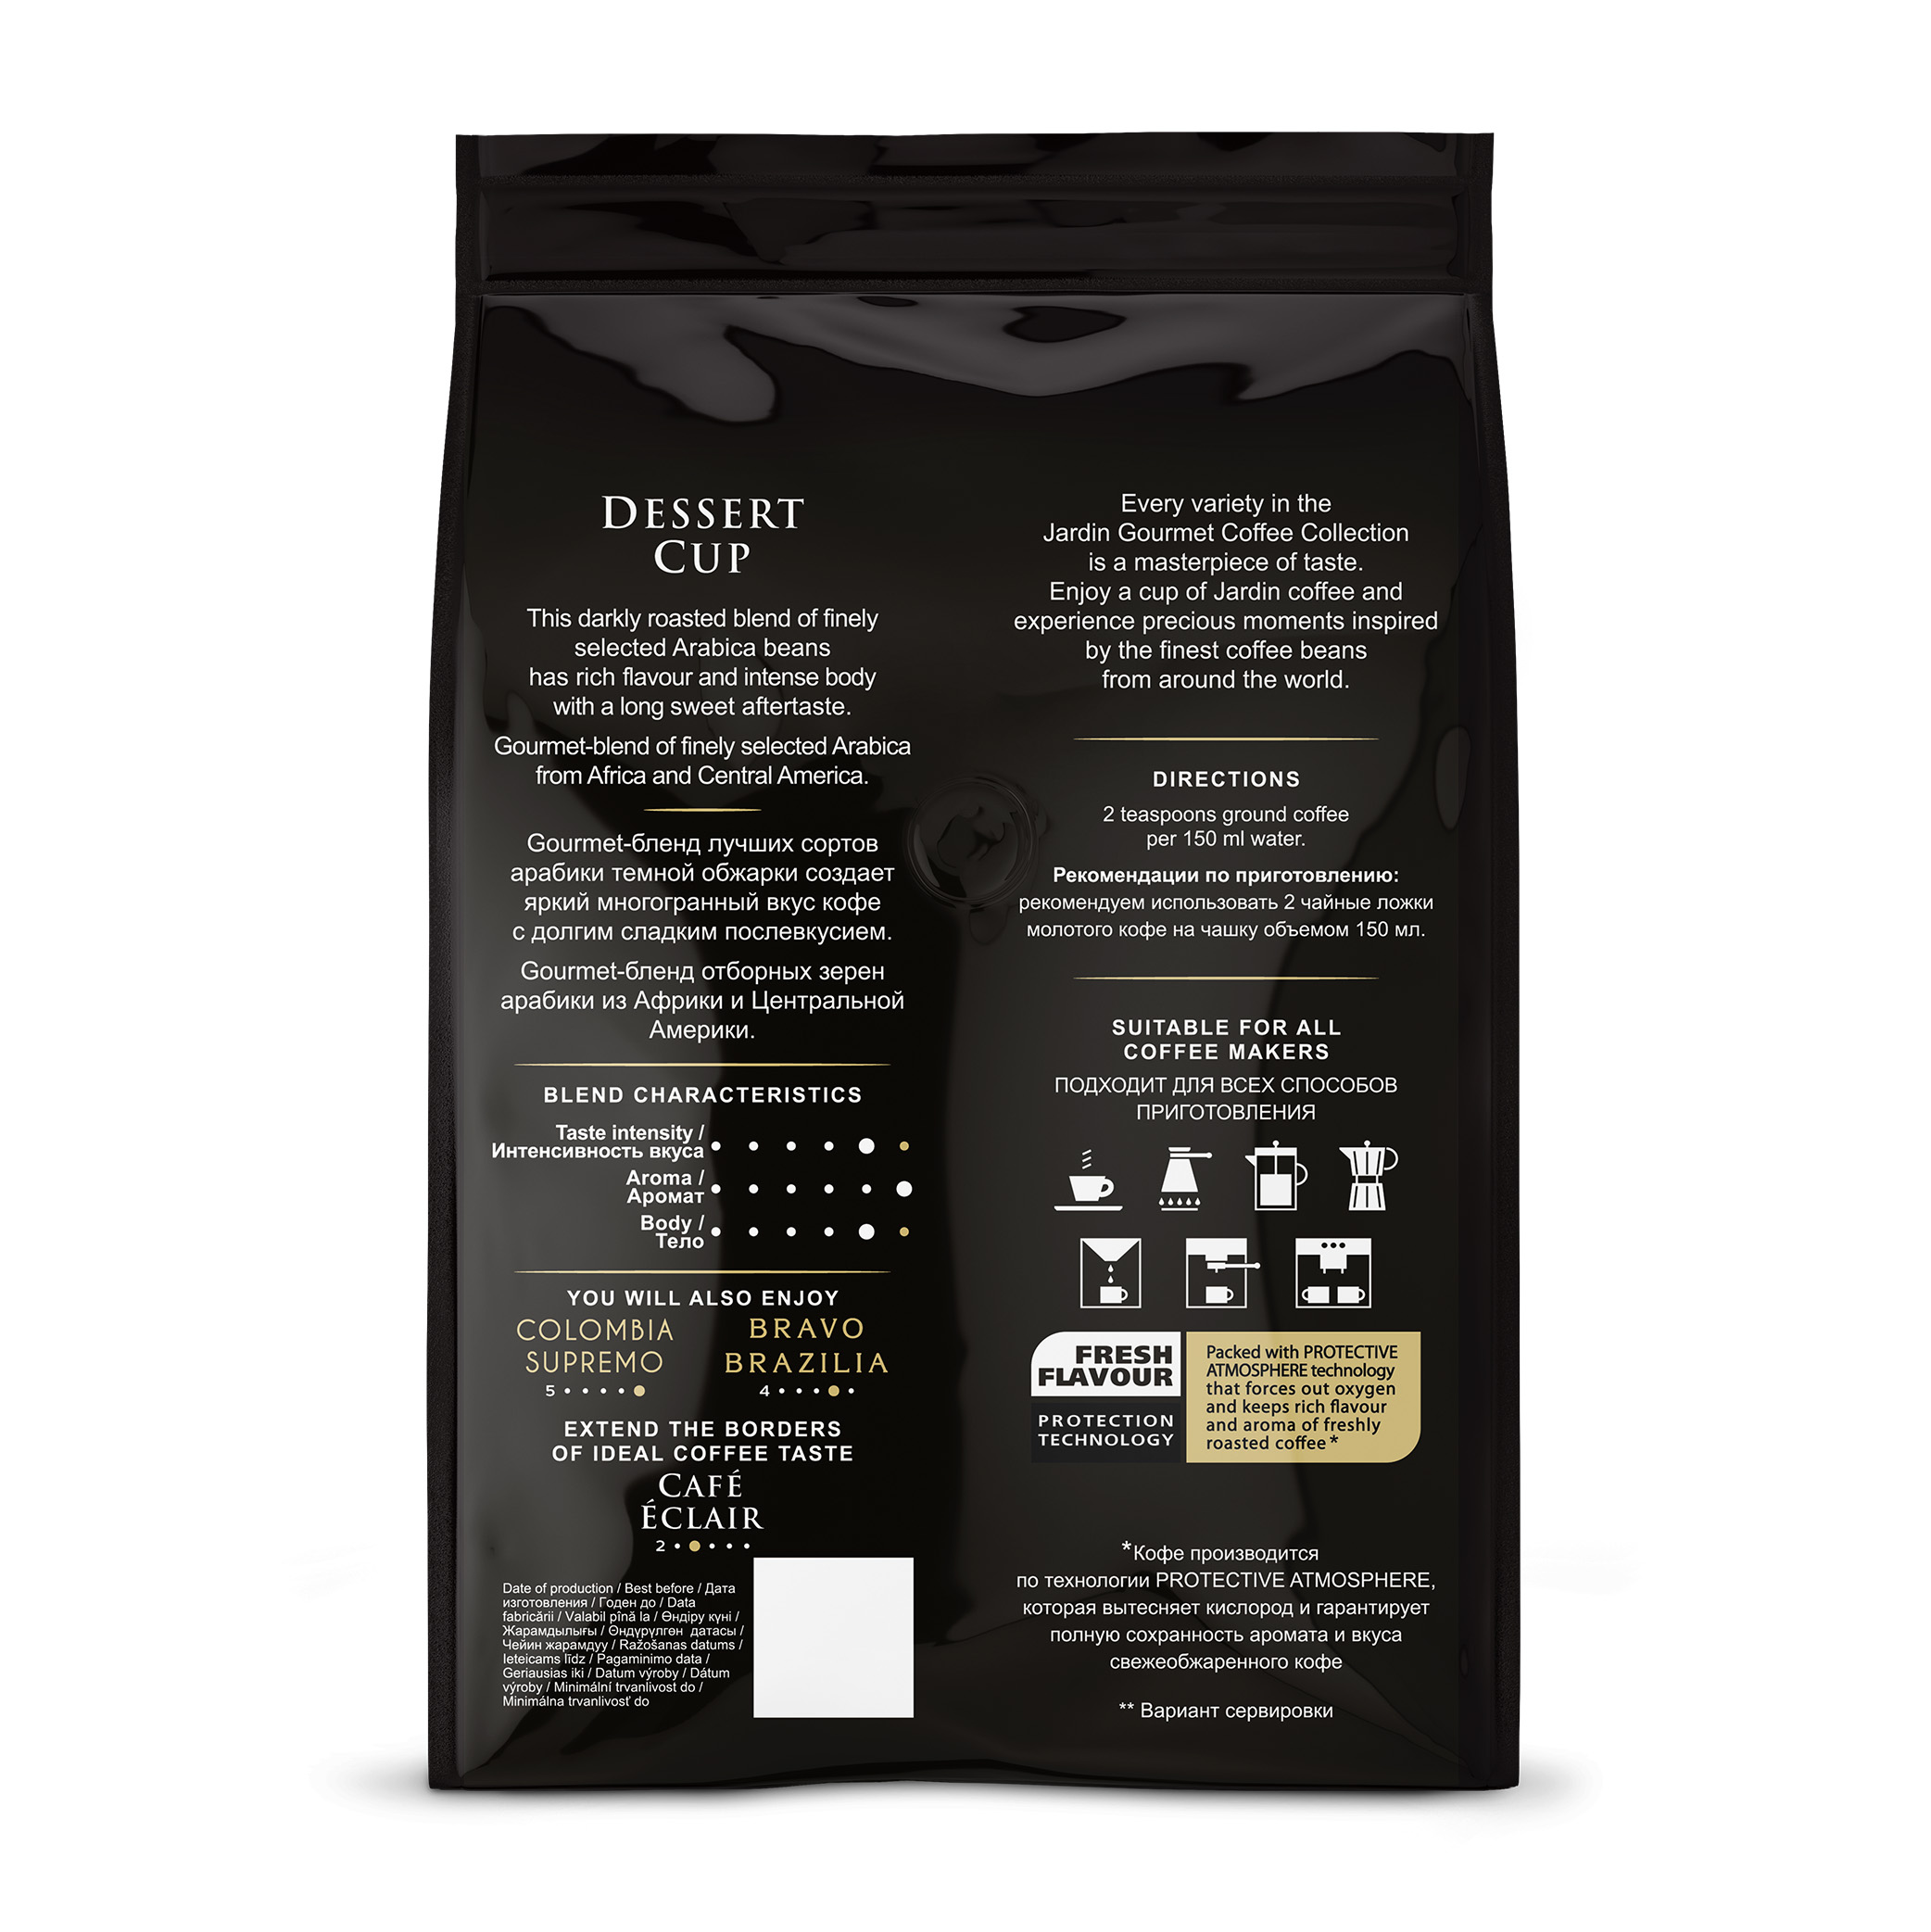 DESSERT
CUP
This darkly roasted blend of finely
selected Arabica beans
has rich flavour and intense body
with a long sweet aftertaste.
Gourmet-blend of finely selected Arabica
from Africa and Central America.
Gourmet-бленд лучших сортов
арабики темной обжарки создает
яркий многогранный вкус кофе
с долгим сладким послевкусием.
Gourmet-бленд отборных зерен
арабики из Африки и Центральной
Америки.
BLEND CHARACTERISTICS
Taste intensity /
Интенсивность вкуса
Aroma /
Аромат
Body /
Тело
YOU WILL ALSO ENJOY
COLOMBIA
SUPREMO
5
BRAVO
BRAZILIA
4
EXTEND THE BORDERS
OF IDEAL COFFEE TASTE
CAFÉ
ÉCLAIR
2
Date of production / Best before / Дата
изготовления / Годен до / Data
fabricării / Valabil pînă la / Өндіру күні /
Жарамдылығы / Өндүрүлгөн датасы /
Чейин жарамдуу / Ražošanas datums /
Ieteicams līdz / Pagaminimo data /
Geriausias iki / Datum výroby / Dátum
výroby / Minimální trvanlivost do /
Minimálna trvanlivosť do
Every variety in the
Jardin Gourmet Coffee Collection
is a masterpiece of taste.
Enjoy a cup of Jardin coffee and
experience precious moments inspired
by the finest coffee beans
from around the world.
DIRECTIONS
2 teaspoons ground coffee
per 150 ml water.
Рекомендации по приготовлению:
рекомендуем использовать 2 чайные ложки
молотого кофе на чашку объемом 150 мл.
SUITABLE FOR ALL
COFFEE MAKERS
ПОДХОДИТ ДЛЯ ВСЕХ СПОСОБОВ
ПРИГОТОВЛЕНИЯ
FRESH
FLAVOUR
PROTECTION
TECHNOLOGY
Packed with PROTECTIVE
ATMOSPHERE technology
that forces out oxygen
and keeps rich flavour
and aroma of freshly
roasted coffee*
*Кофе производится
по технологии PROTECTIVE ATMOSPHERE,
которая вытесняет кислород и гарантирует
полную сохранность аромата и вкуса
свежеобжаренного кофе
** Вариант сервировки